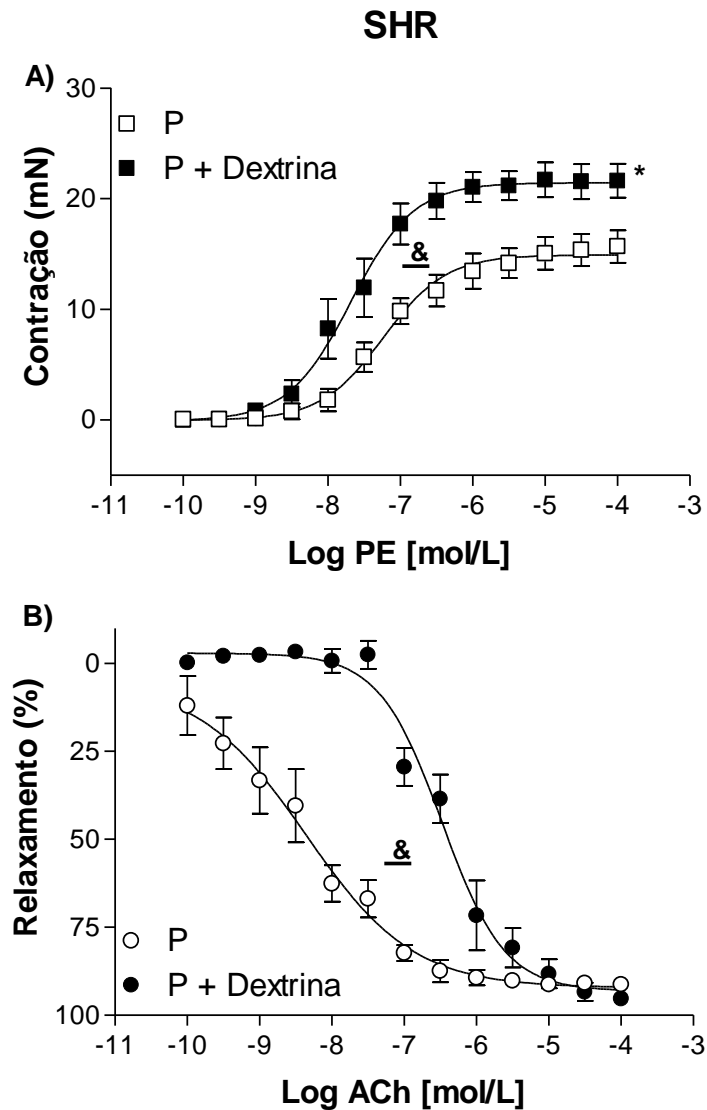 SHR
A)
Contração (mN)
30
20
10
0
P
P + Dextrina
*
&
-11 -10 -9 -8 -7 -6 -5 -4 -3
Log PE [mol/L]
B)
Relaxamento (%)
0
25
50
75
100
&
P
P + Dextrina
-11 -10 -9 -8 -7 -6 -5 -4 -3
Log ACh [mol/L]